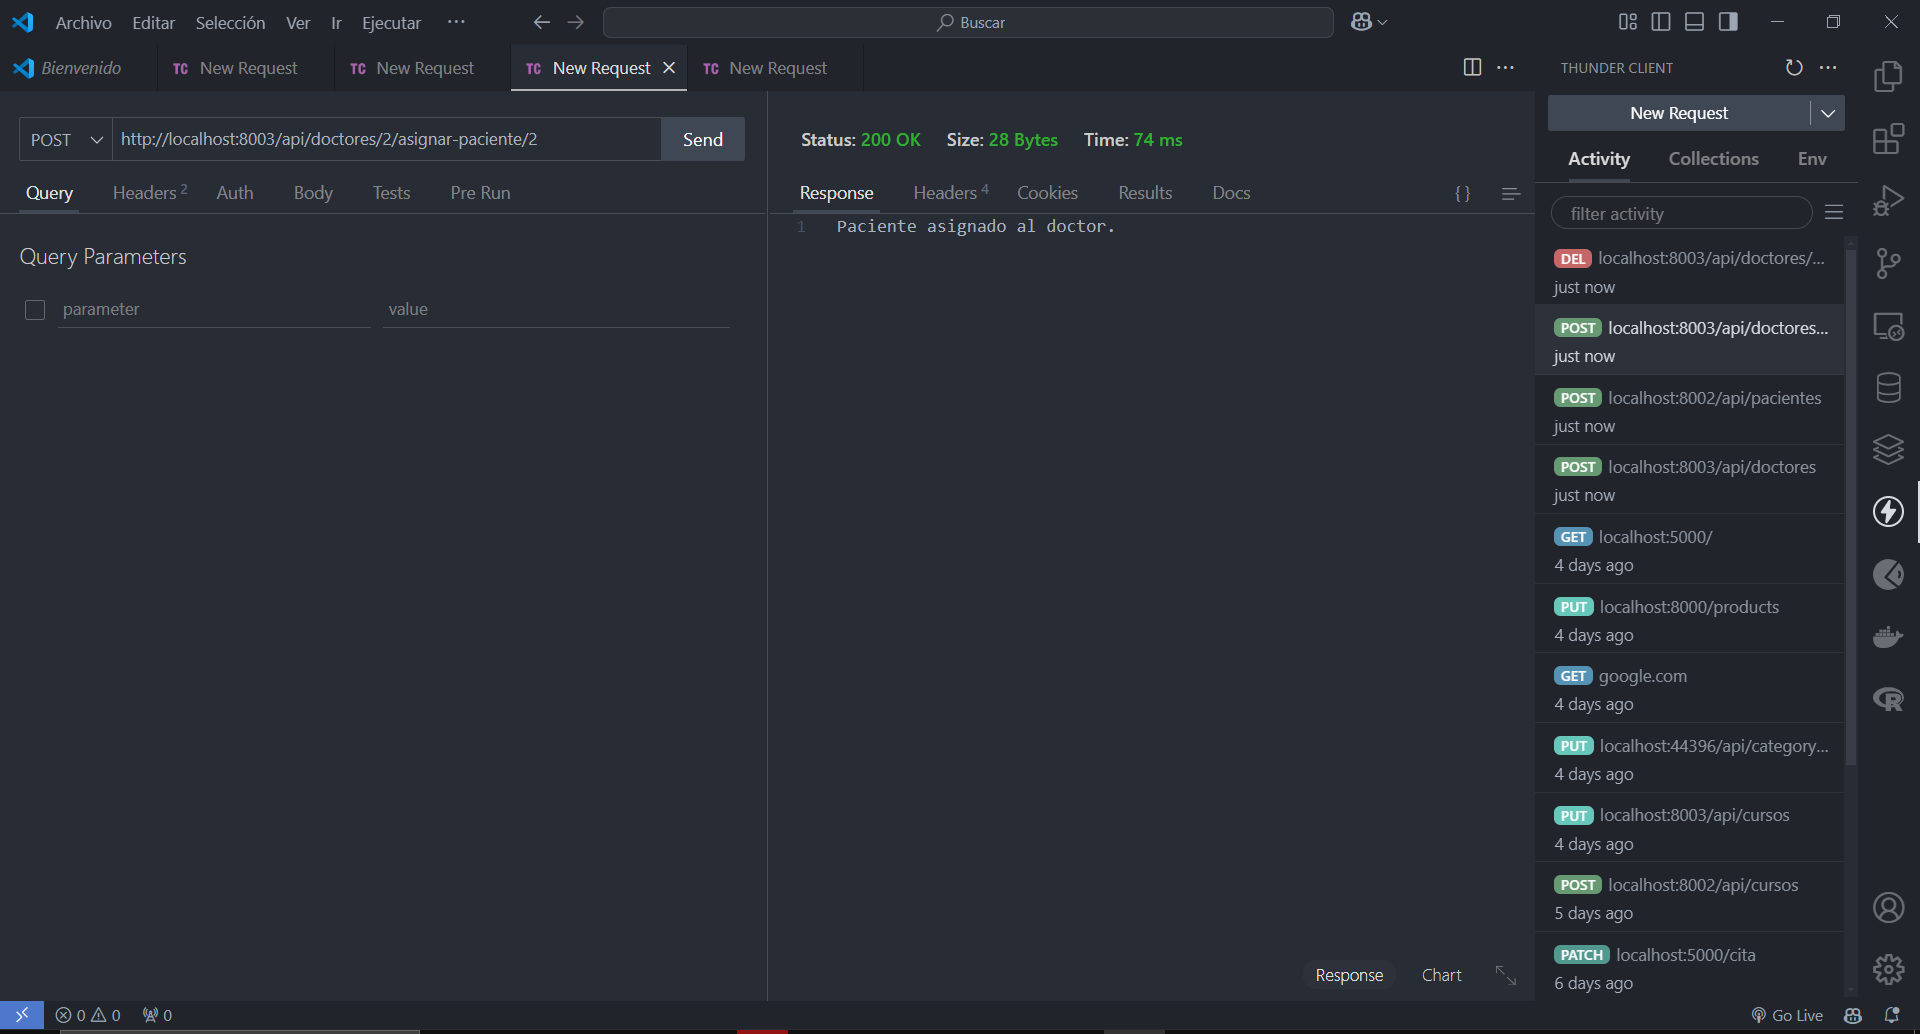 Archivo Editar Selección Ver Ir Ejecutar ··· Buscar
Bienvenido TC New Request TC New Request TC New Request TC New Request
POST http://localhost:8003/api/doctores/2/asignar-paciente/2 Send
Query Headers 2 Auth Body Tests Pre Run
Query Parameters
parameter value
Status: 200 OK Size: 28 Bytes Time: 74 ms
Response Headers 4 Cookies Results Docs {}
1 Paciente asignado al doctor.
Response Chart
THUNDER CLIENT
New Request
Activity Collections Env
filter activity
DEL localhost:8003/api/doctores/...
just now
POST localhost:8003/api/doctores...
just now
POST localhost:8002/api/pacientes
just now
POST localhost:8003/api/doctores
just now
GET localhost:5000/
4 days ago
PUT localhost:8000/products
4 days ago
GET google.com
4 days ago
PUT localhost:44396/api/category...
4 days ago
PUT localhost:8003/api/cursos
4 days ago
POST localhost:8002/api/cursos
5 days ago
PATCH localhost:5000/cita
6 days ago
0 0 0 Go Live